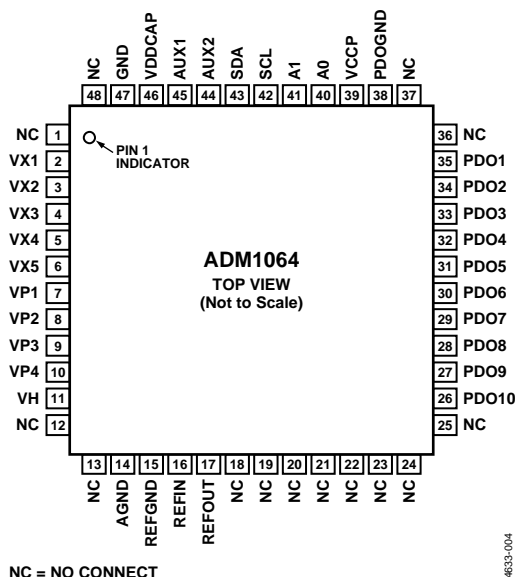 NC GND VDDCAP AUX1 AUX2 SDA SCL A1 A0 VCCP PDOGND NC
48 47 46 45 44 43 42 41 40 39 38 37
NC 1
VX1 2
VX2 3
VX3 4
VX4 5
VX5 6
VP1 7
VP2 8
VP3 9
VP4 10
VH 11
NC 12
PIN 1
INDICATOR
ADM1064
TOP VIEW
(Not to Scale)
36 NC
35 PDO1
34 PDO2
33 PDO3
32 PDO4
31 PDO5
30 PDO6
29 PDO7
28 PDO8
27 PDO9
26 PDO10
25 NC
13 14 15 16 17 18 19 20 21 22 23 24
NC AGND REFGND REFIN REFOUT NC NC NC NC NC NC NC
NC = NO CONNECT
4633-004